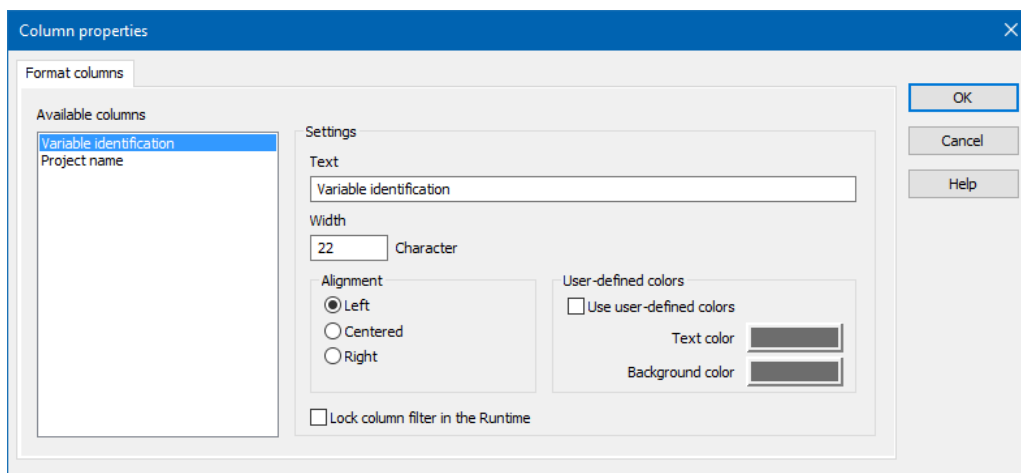 Column properties
Format columns
Available columns
Variable identification
Project name
Settings
Text
Variable identification
Width
22 Character
Alignment
Left
Centered
Right
User-defined colors
Use user-defined colors
Text color
Background color
Lock column filter in the Runtime
OK
Cancel
Help